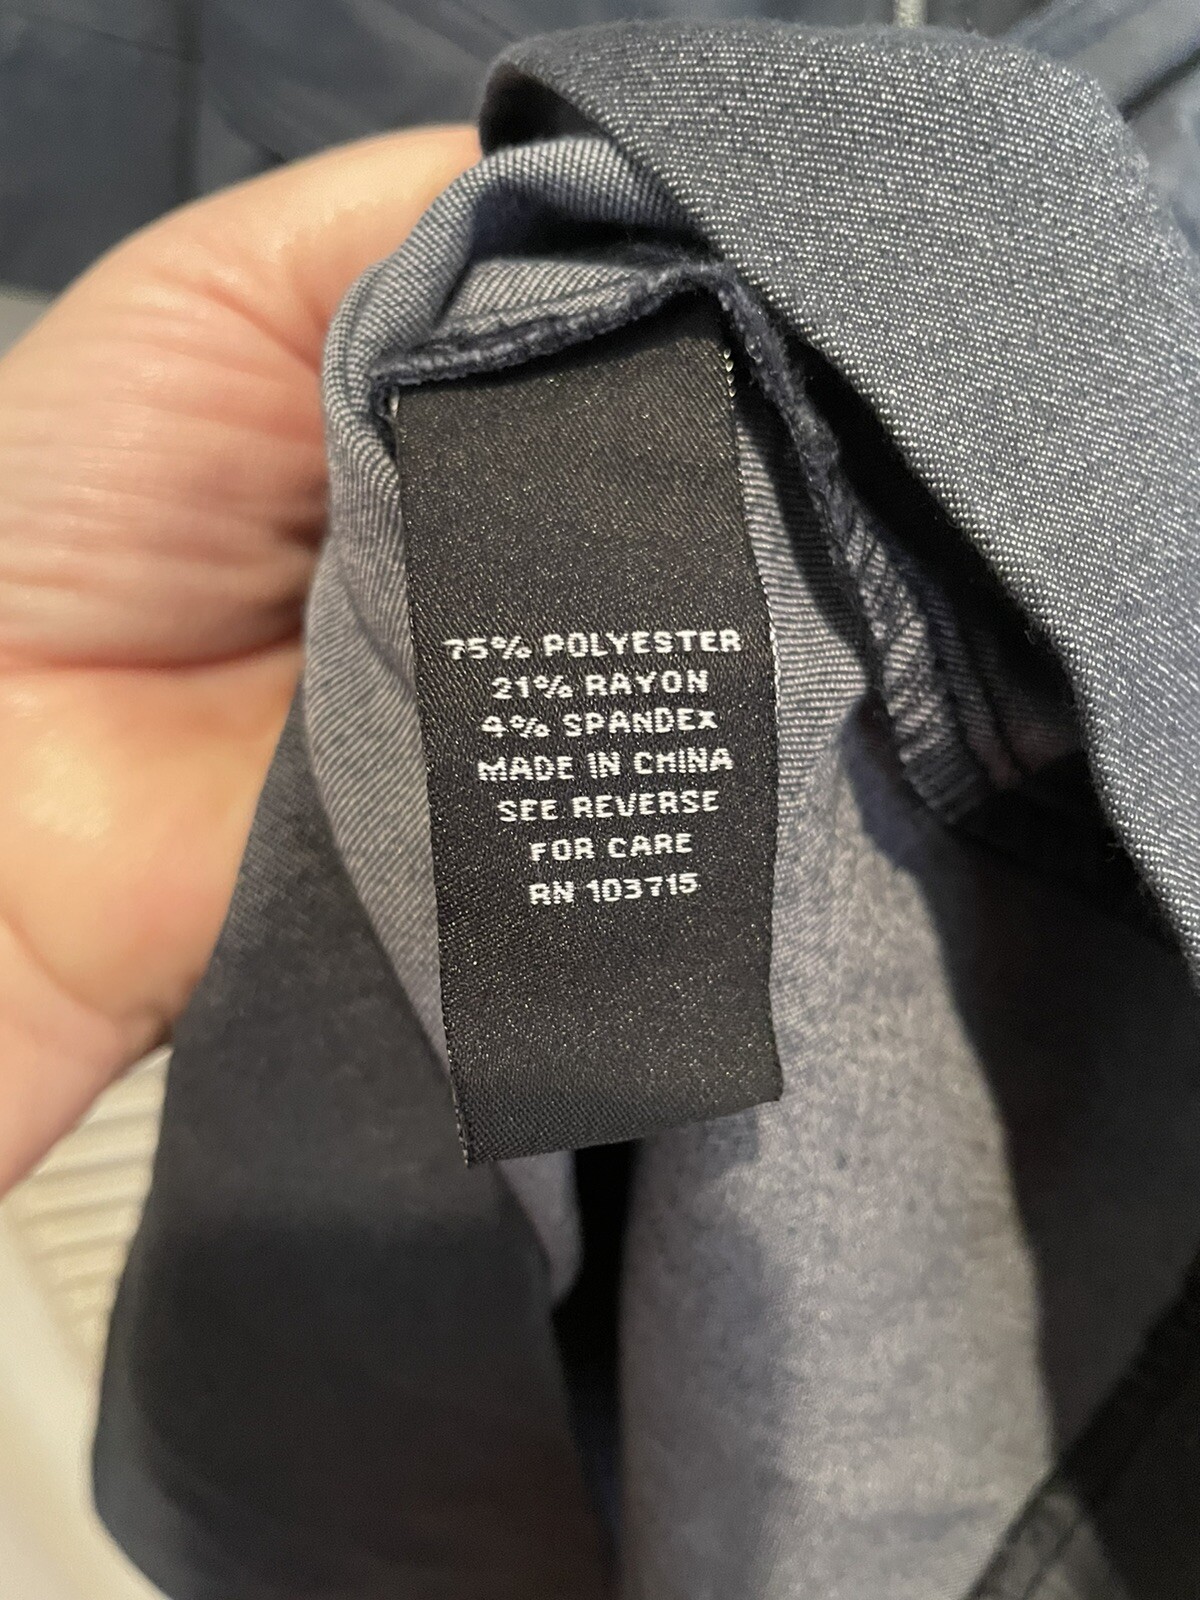 75% POLYESTER
21% RAYON
4% SPANDEX
MADE IN CHINA
SEE REVERSE
FOR CARE
RN 103715